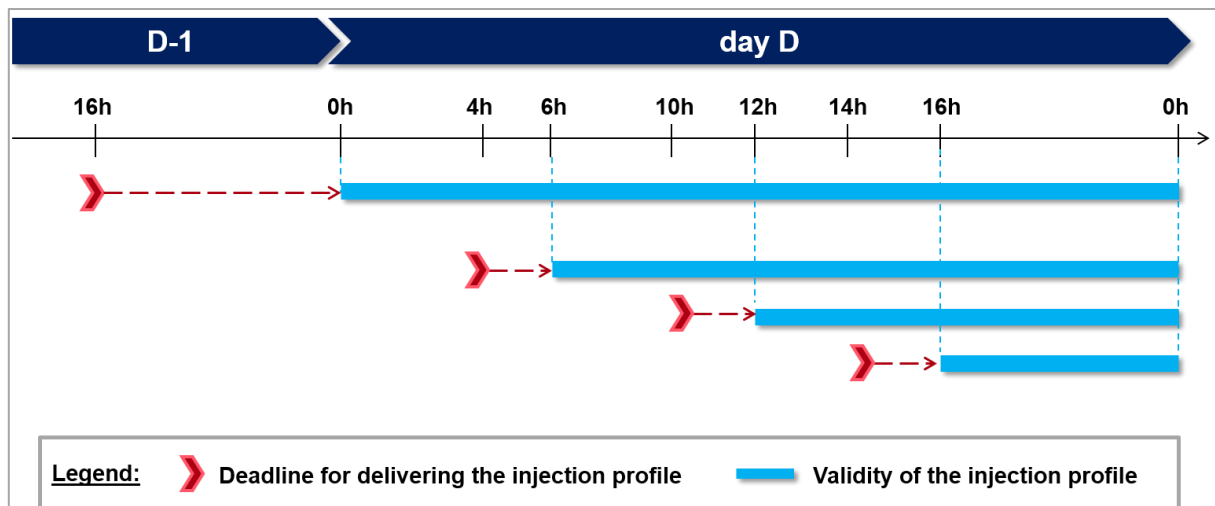 D-1 day D
16h 0h 4h 6h 10h 12h 14h 16h 0h
Legend: Deadline for delivering the injection profile Validity of the injection profile